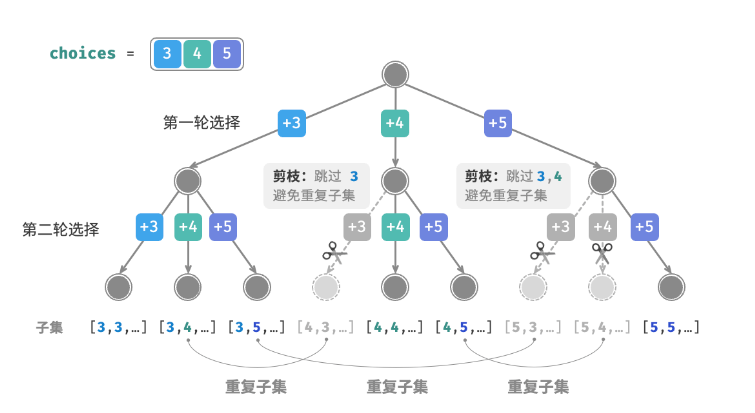 choices = 3 4 5
第一轮选择 +3 +4 +5
剪枝：跳过 3
避免重复子集
剪枝：跳过 3,4
避免重复子集
第二轮选择 +3 +4 +5 +3 +4 +5 +3 +4 +5
子集 [3,3,…] [3,4,…] [3,5,…] [4,3,…] [4,4,…] [4,5,…] [5,3,…] [5,4,…] [5,5,…]
重复子集 重复子集 重复子集